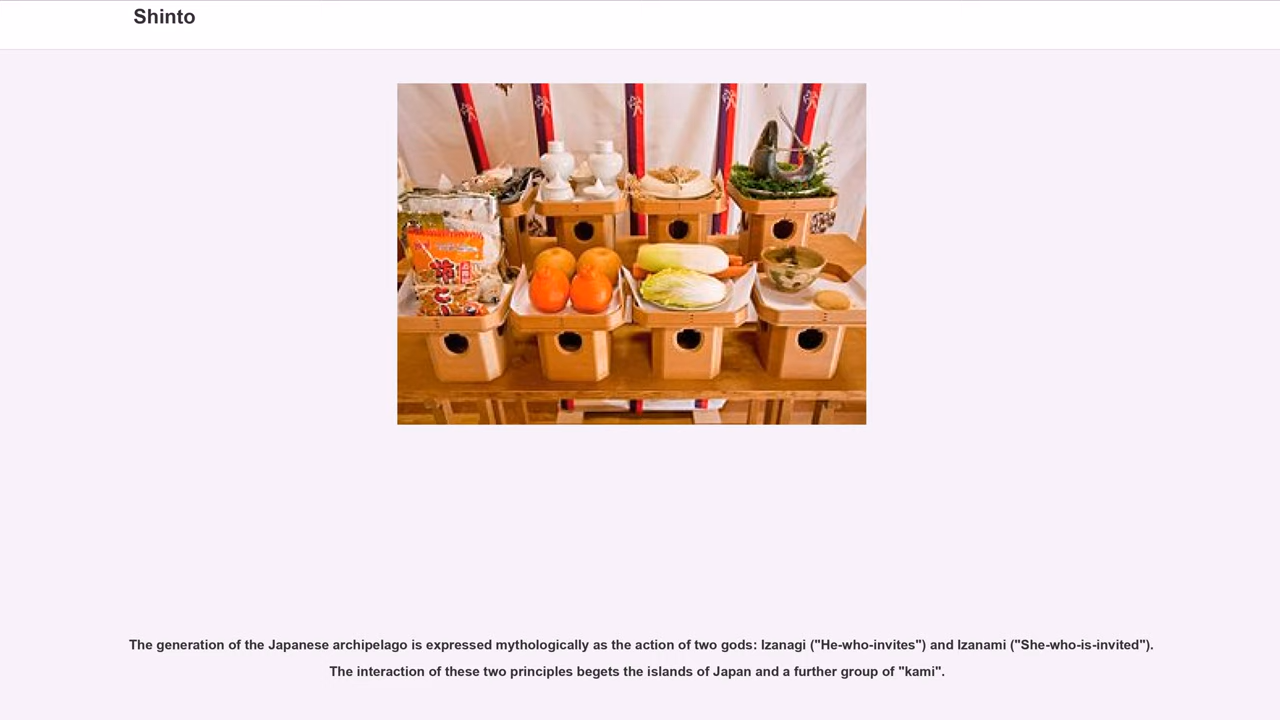 Shinto
The generation of the Japanese archipelago is expressed mythologically as the action of two gods: Izanagi ("He-who-invites") and Izanami ("She-who-is-invited").
The interaction of these two principles begets the islands of Japan and a further group of "kami".